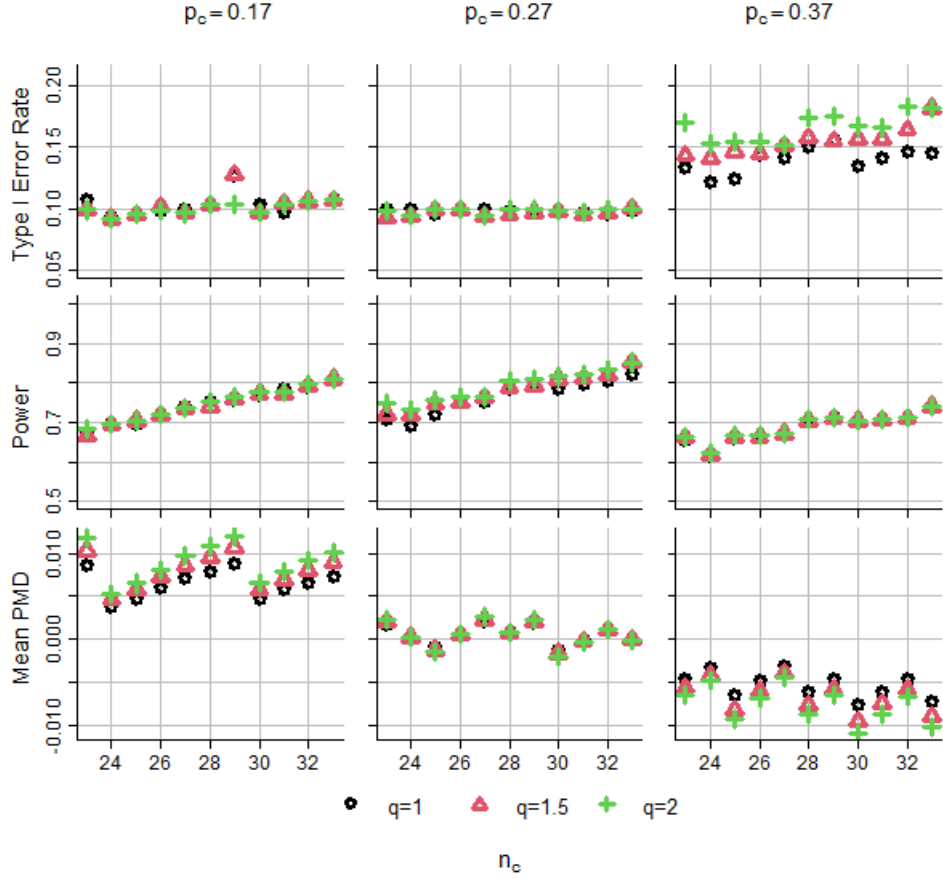 p_c = 0.17 p_c = 0.27 p_c = 0.37
Type I Error Rate
0.20
0.15
0.10
0.05
Power
0.9
0.7
0.5
Mean PMD
0.010
0.000
-0.010
24 26 28 30 32 24 26 28 30 32 24 26 28 30 32
q=1 q=1.5 q=2
n_c